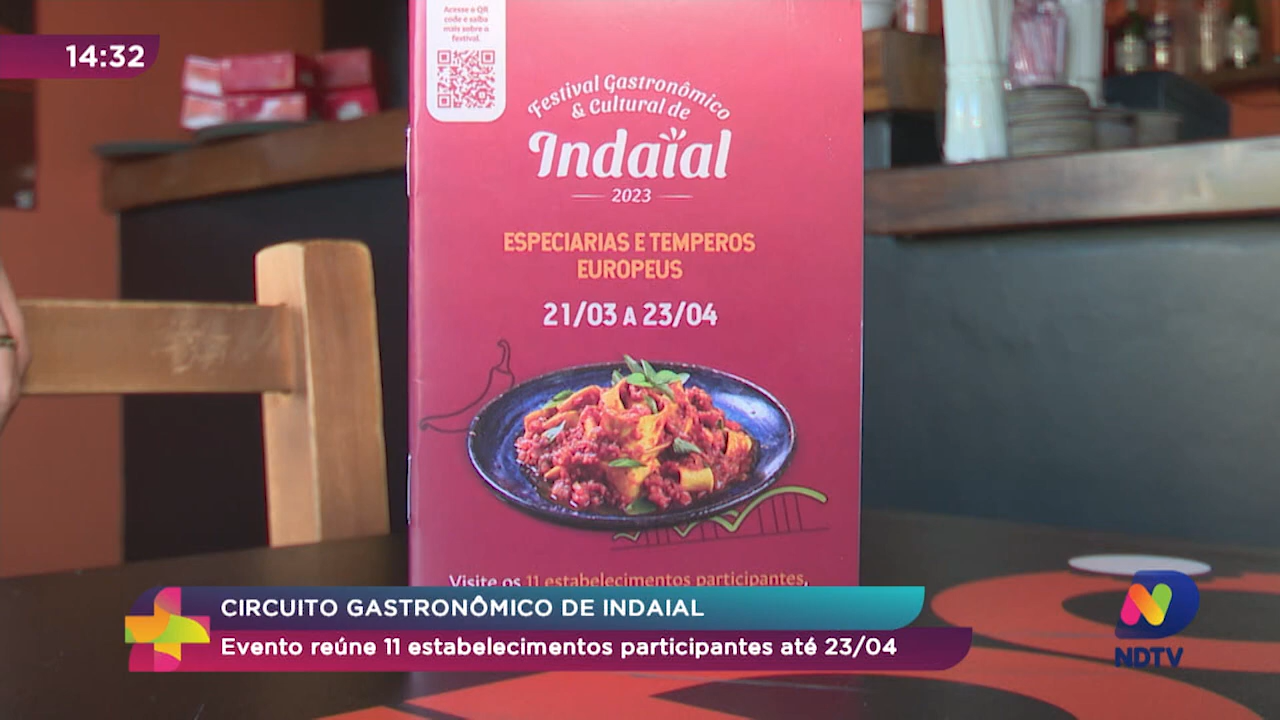 14:32
Acesse o QR
code e saiba
mais sobre o
festival.
Festival Gastronômico
& Cultural de
Indaial
2023
ESPECIARIAS E TEMPEROS
EUROPEUS
21/03 A 23/04
Visite os 11 estabelecimentos participantes,
CIRCUITO GASTRONÔMICO DE INDAIAL
Evento reúne 11 estabelecimentos participantes até 23/04
NDTV